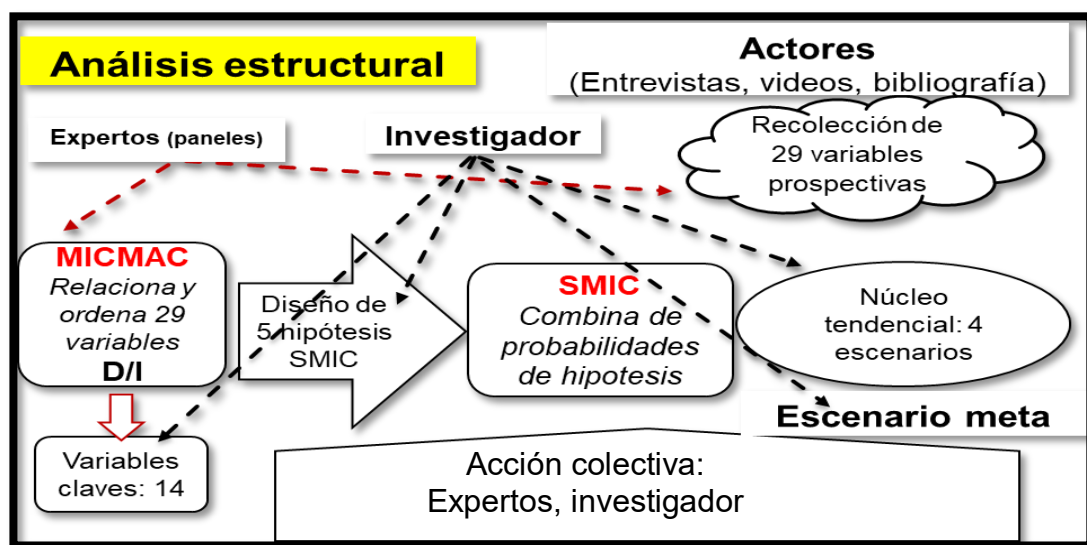 Análisis estructural
Actores
(Entrevistas, videos, bibliografía)
Expertos (paneles)
Investigador
Recolección de
29 variables
prospectivas
MICMAC
Relaciona y
ordena 29
variables
D/I
Diseño de
5 hipótesis
SMIC
SMIC
Combina de
probabilidades
de hipotesis
Núcleo
tendencial: 4
escenarios
Escenario meta
Variables
claves: 14
Acción colectiva:
Expertos, investigador